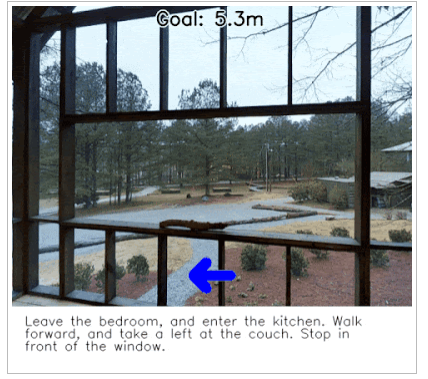 Goal: 5.3m
Leave the bedroom, and enter the kitchen. Walk
forward, and take a left at the couch. Stop in
front of the window.